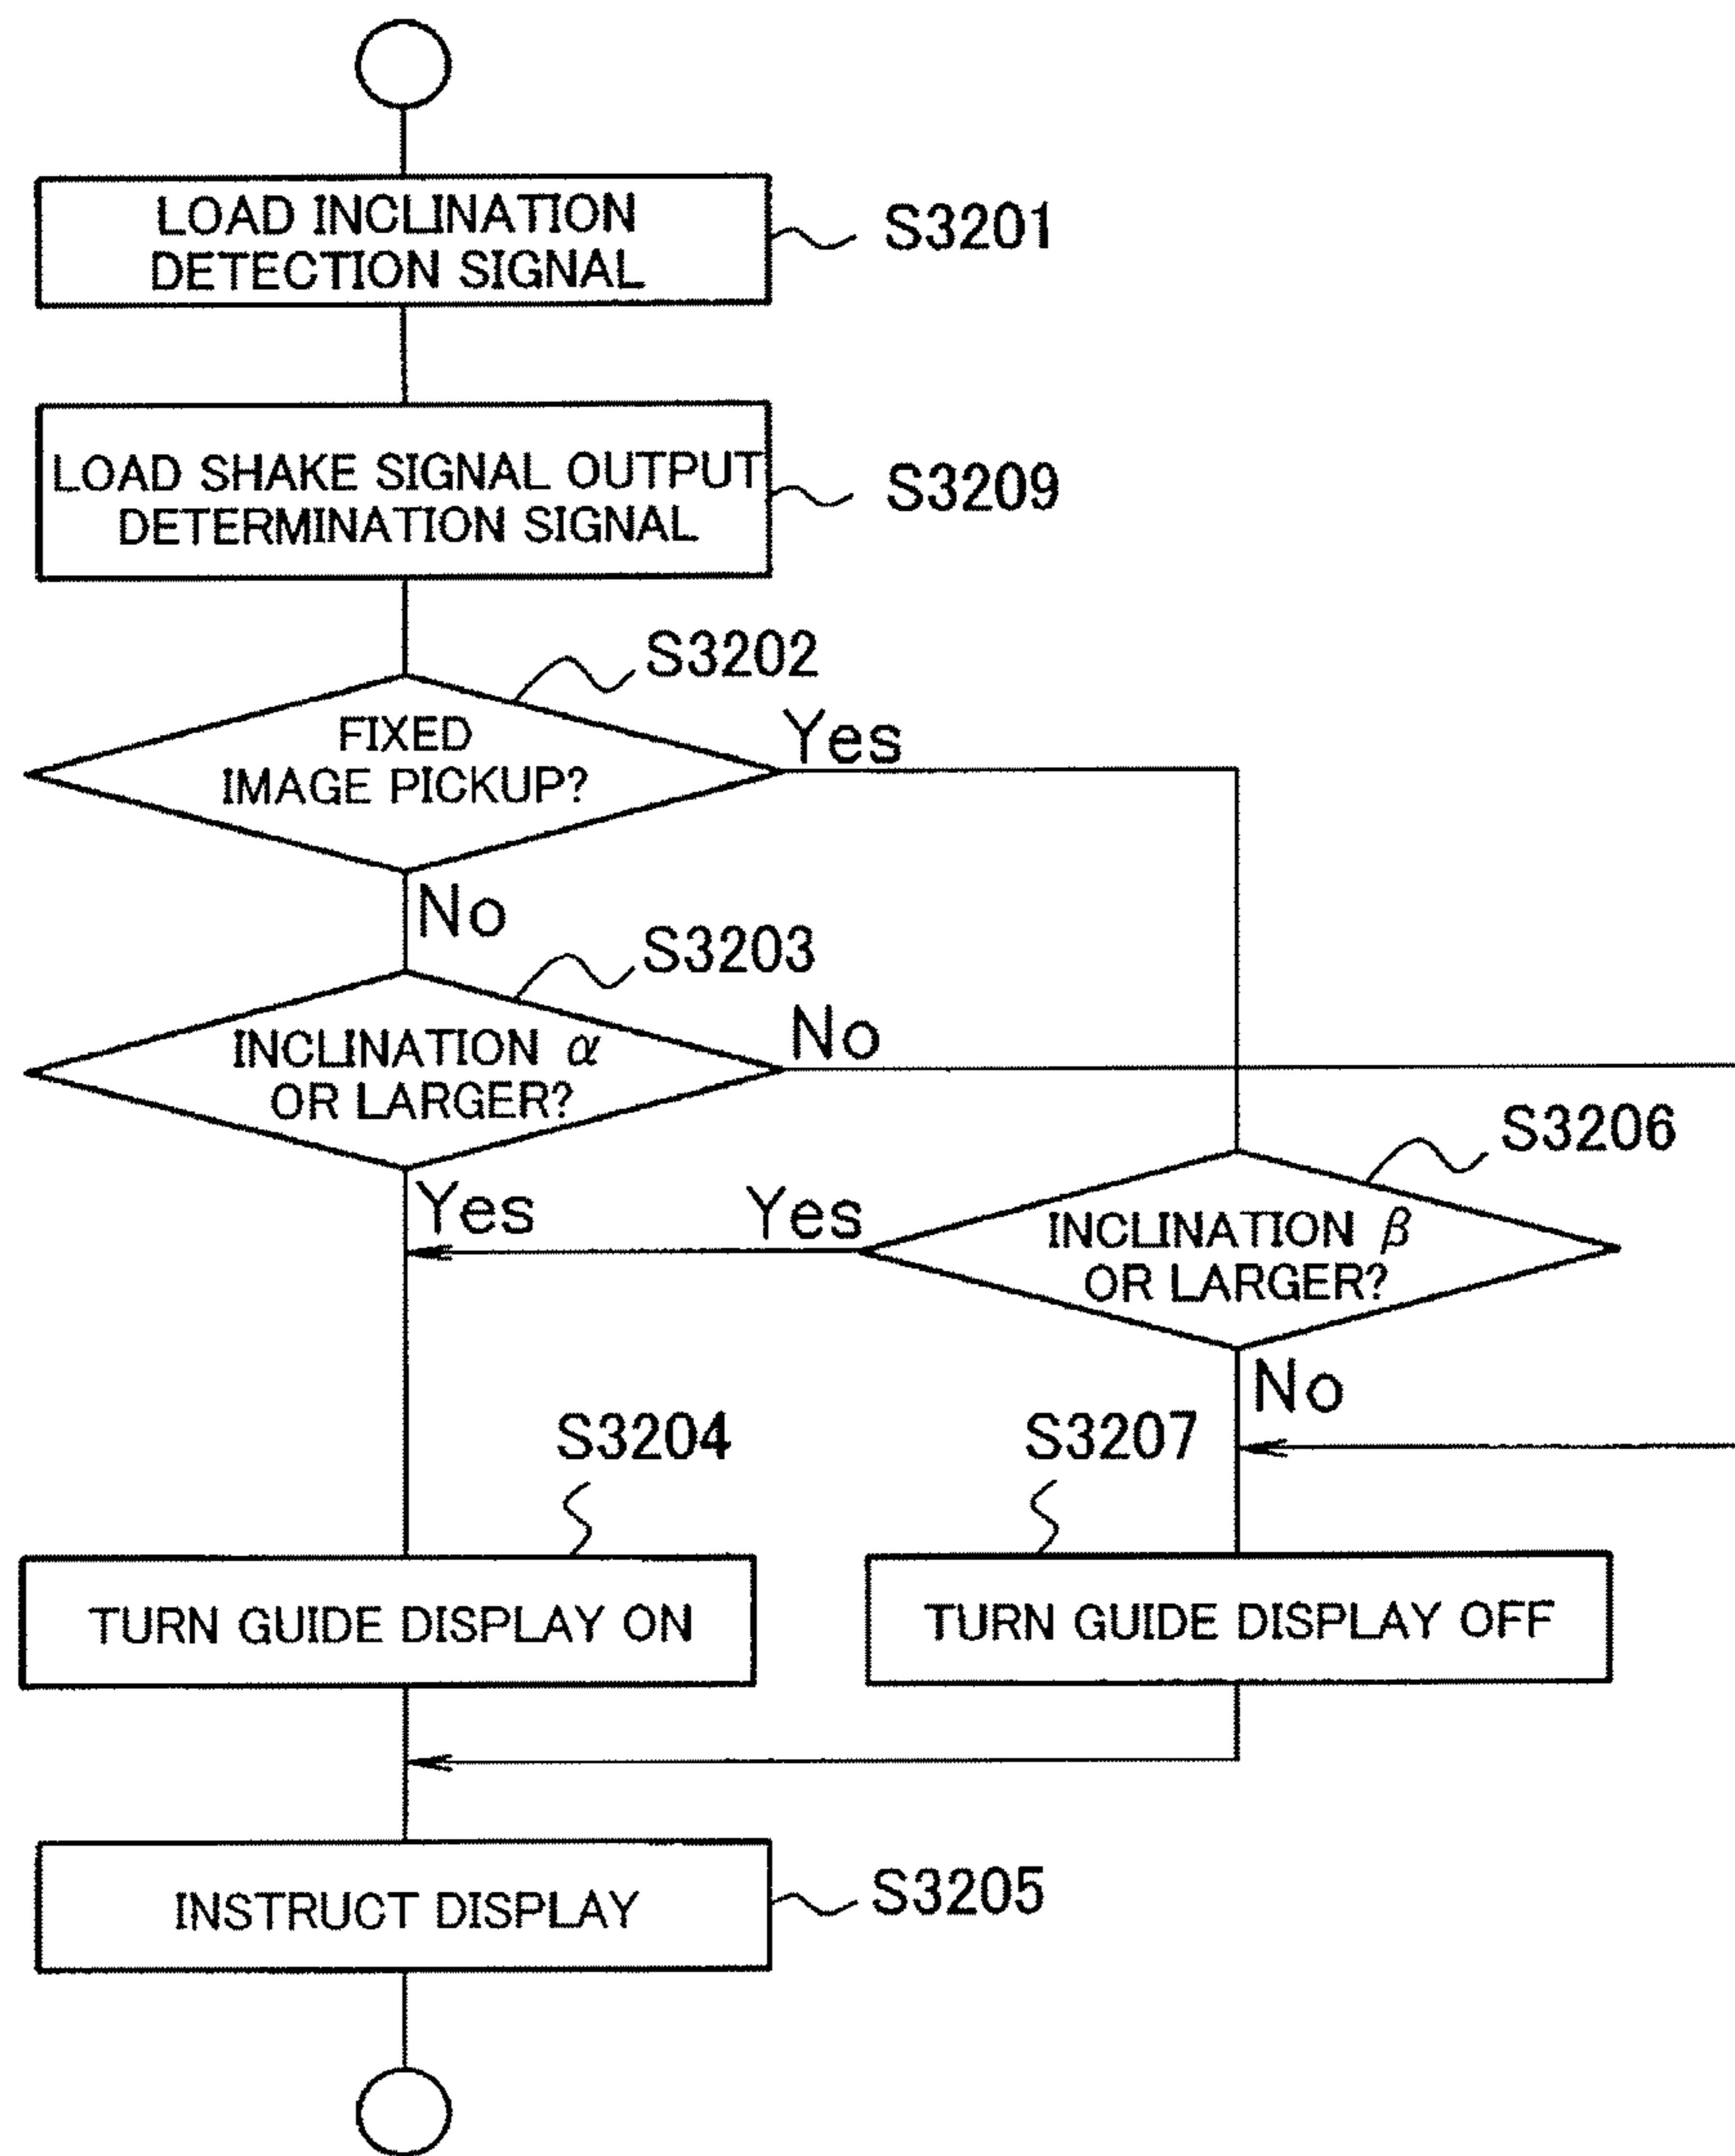 LOAD INCLINATION
DETECTION SIGNAL
S3201
LOAD SHAKE SIGNAL OUTPUT
DETERMINATION SIGNAL
S3209
S3202
FIXED
IMAGE PICKUP?
Yes
No
S3203
INCLINATION α
OR LARGER?
No
Yes
S3206
INCLINATION β
OR LARGER?
Yes
No
S3204
TURN GUIDE DISPLAY ON
S3207
TURN GUIDE DISPLAY OFF
INSTRUCT DISPLAY
S3205